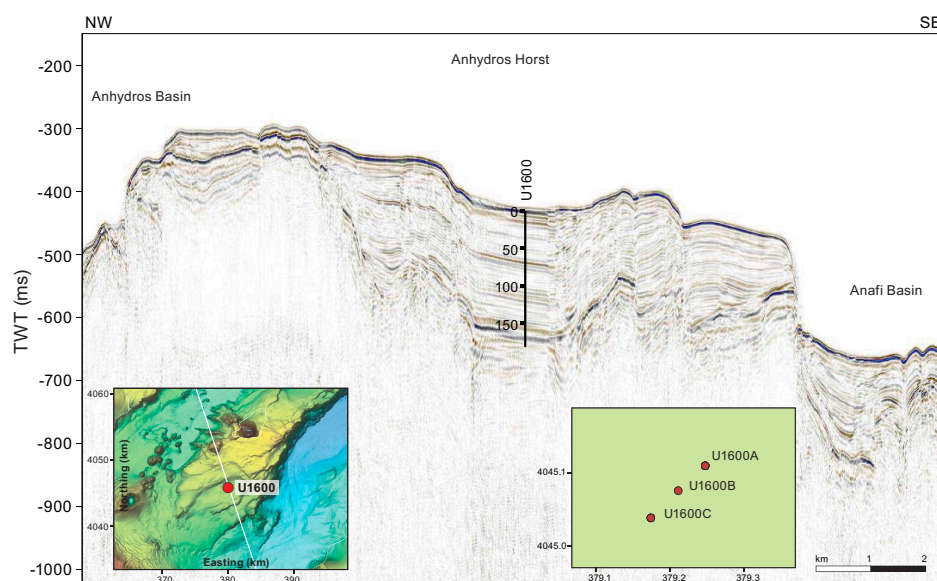 NW
SE
Anhydros Horst
Anhydros Basin
Anafi Basin
TWT (ms)
-200
-300
-400
-500
-600
-700
-800
-900
-1000
U1600
0
50
100
150
4060
4050
4040
Northing (km)
U1600
Easting (km)
370
380
390
U1600A
U1600B
U1600C
4045.1
4045.0
379.1
379.2
379.3
km
1
2